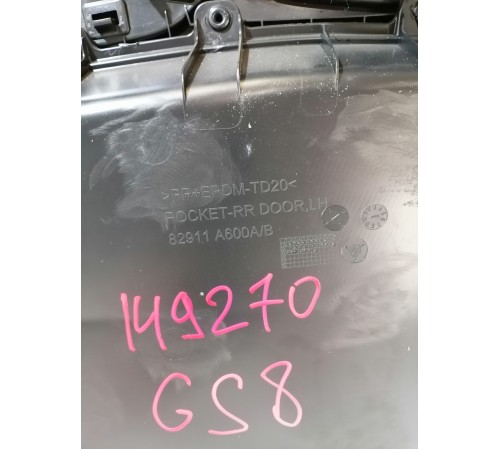 >PP+EPDM-TD20<
POCKET-RR DOOR,LH
82911 A600A/B
149270
GS8